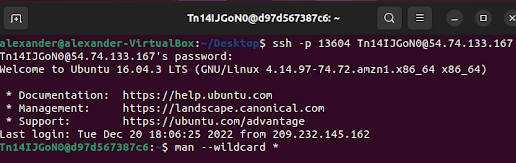 Tn14IJGoN0@d97d567387c6: ~
alexander@alexander-VirtualBox:~/Desktop$ ssh -p 13604 Tn14IJGoN0@54.74.133.167
Tn14IJGoN0@54.74.133.167's password:
Welcome to Ubuntu 16.04.3 LTS (GNU/Linux 4.14.97-74.72.amzn1.x86_64 x86_64)
* Documentation:  https://help.ubuntu.com
* Management:     https://landscape.canonical.com
* Support:        https://ubuntu.com/advantage
Last login: Tue Dec 20 18:06:25 2022 from 209.232.145.162
Tn14IJGoN0@d97d567387c6:~$ man --wildcard *